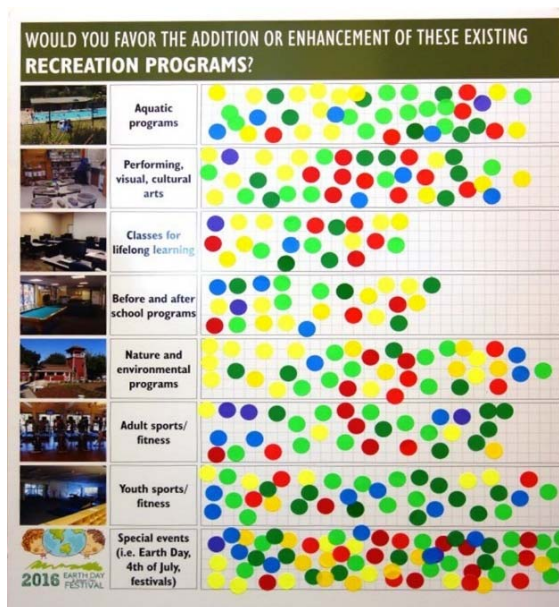 WOULD YOU FAVOR THE ADDITION OR ENHANCEMENT OF THESE EXISTING
RECREATION PROGRAMS?
Aquatic
programs
Performing,
visual, cultural
arts
Classes for
lifelong learning
Before and after
school programs
Nature and
environmental
programs
Adult sports/
fitness
Youth sports/
fitness
Special events
(i.e. Earth Day,
4th of July,
festivals)
2016 EARTH DAY
FESTIVAL